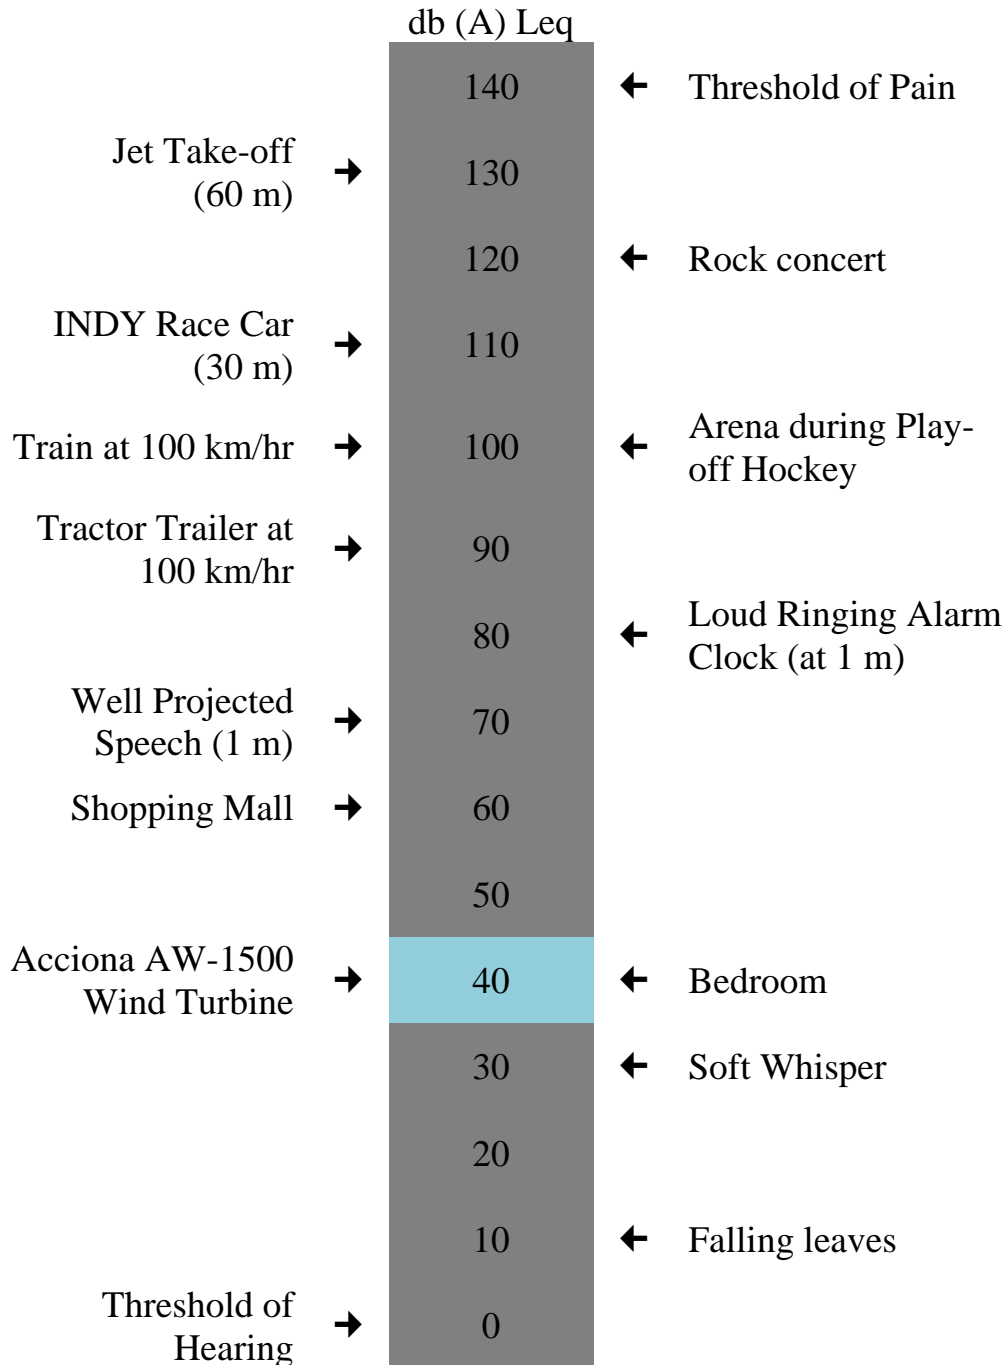 db (A) Leq
140 ← Threshold of Pain
Jet Take-off
(60 m) → 130
120 ← Rock concert
INDY Race Car
(30 m) → 110
Train at 100 km/hr → 100 ← Arena during Play-
off Hockey
Tractor Trailer at
100 km/hr → 90
80 ← Loud Ringing Alarm
Clock (at 1 m)
Well Projected
Speech (1 m) → 70
Shopping Mall → 60
50
Acciona AW-1500
Wind Turbine → 40 ← Bedroom
30 ← Soft Whisper
20
10 ← Falling leaves
Threshold of
Hearing → 0